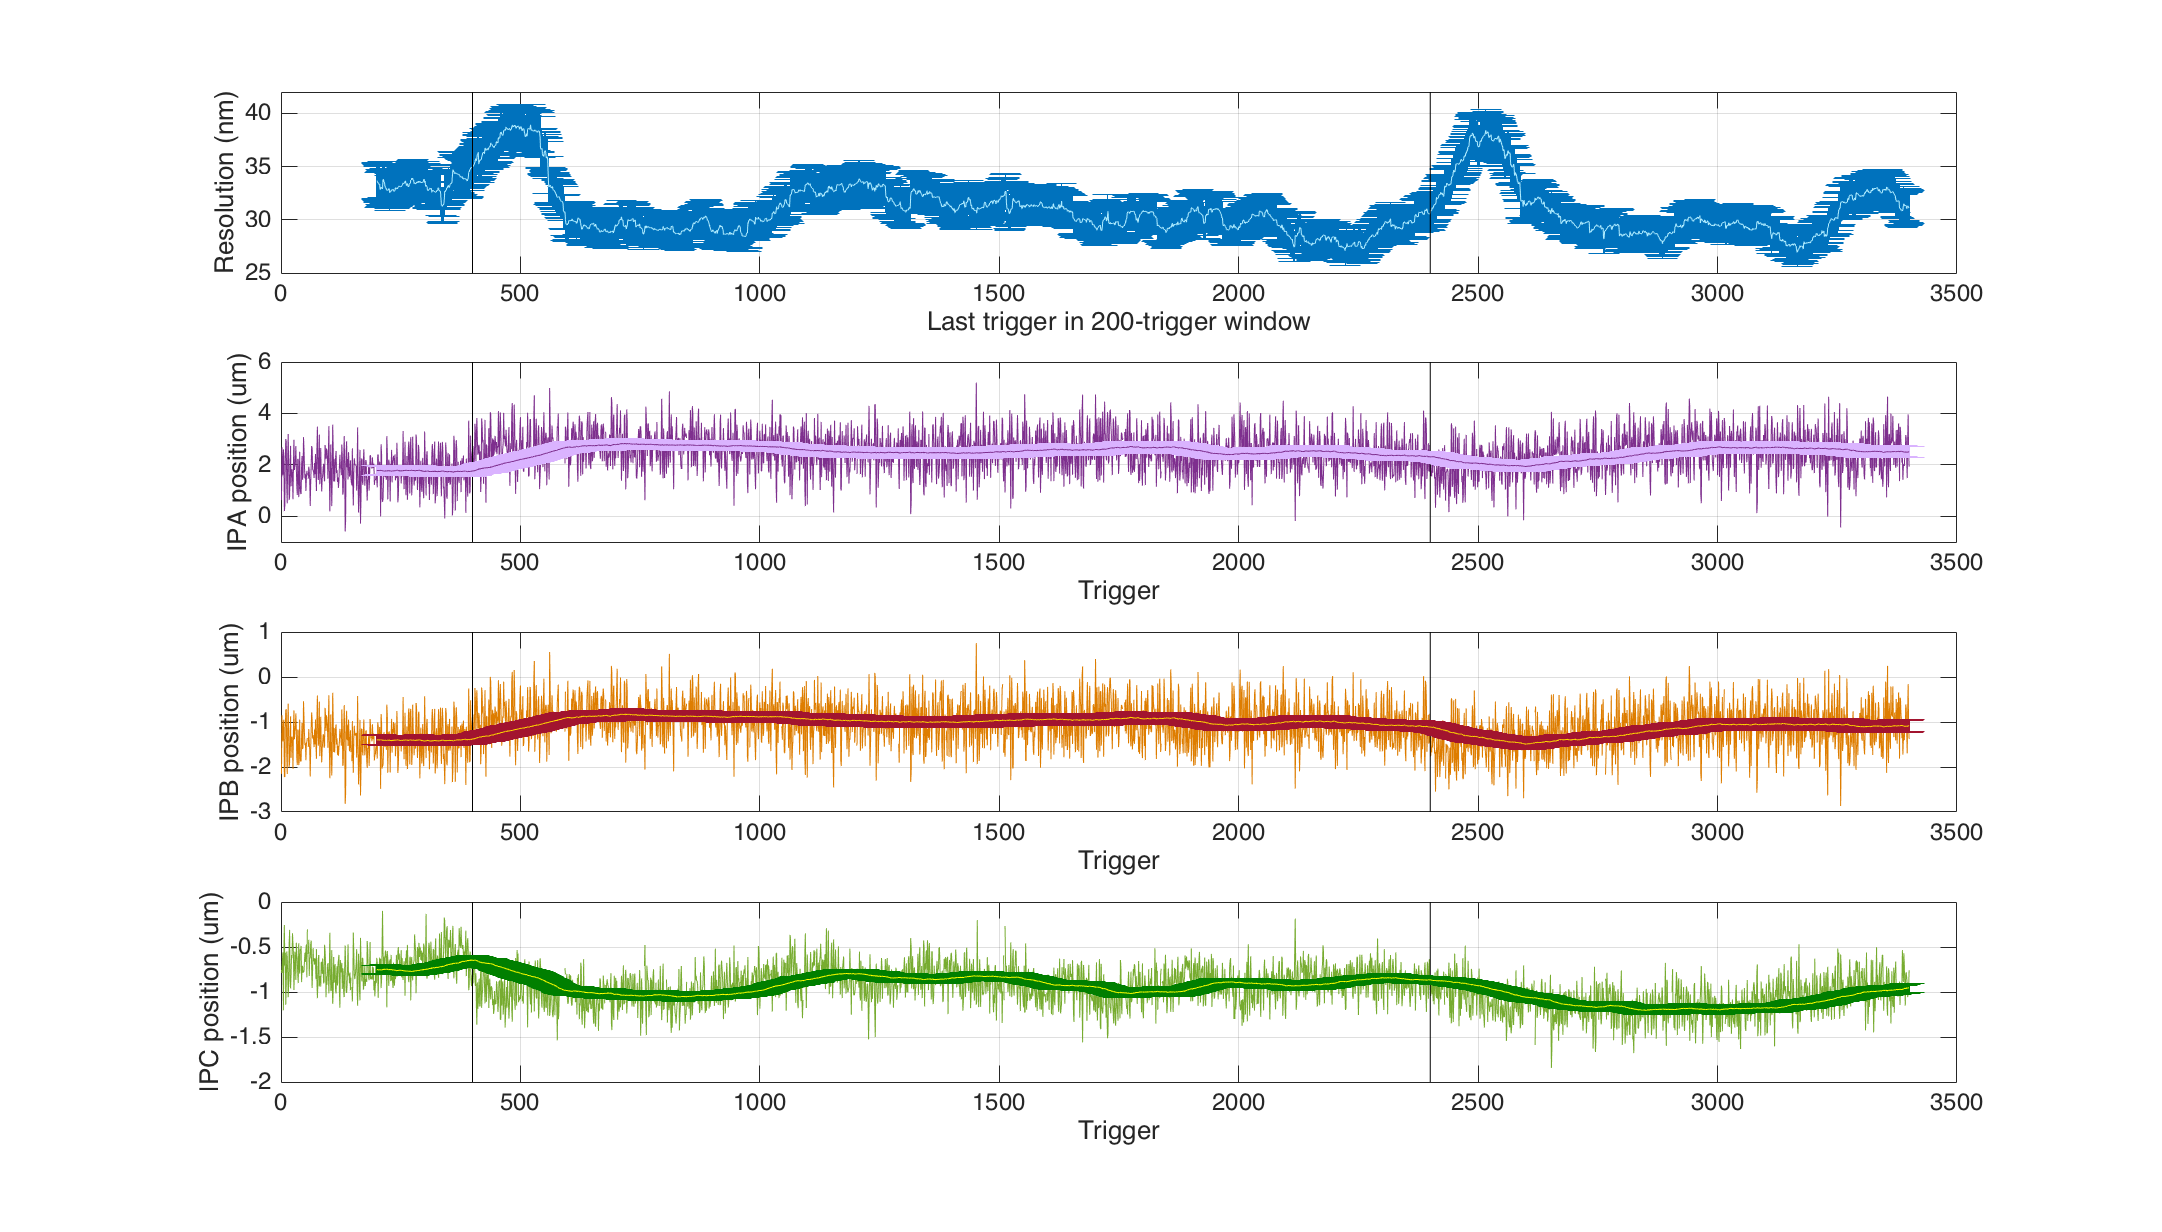 Resolution (nm)
40
35
30
25
0 500 1000 1500 2000 2500 3000 3500
Last trigger in 200-trigger window
IPA position (um)
6
4
2
0
0 500 1000 1500 2000 2500 3000 3500
Trigger
IPB position (um)
1
0
-1
-2
-3
0 500 1000 1500 2000 2500 3000 3500
Trigger
IPC position (um)
0
-0.5
-1
-1.5
-2
0 500 1000 1500 2000 2500 3000 3500
Trigger